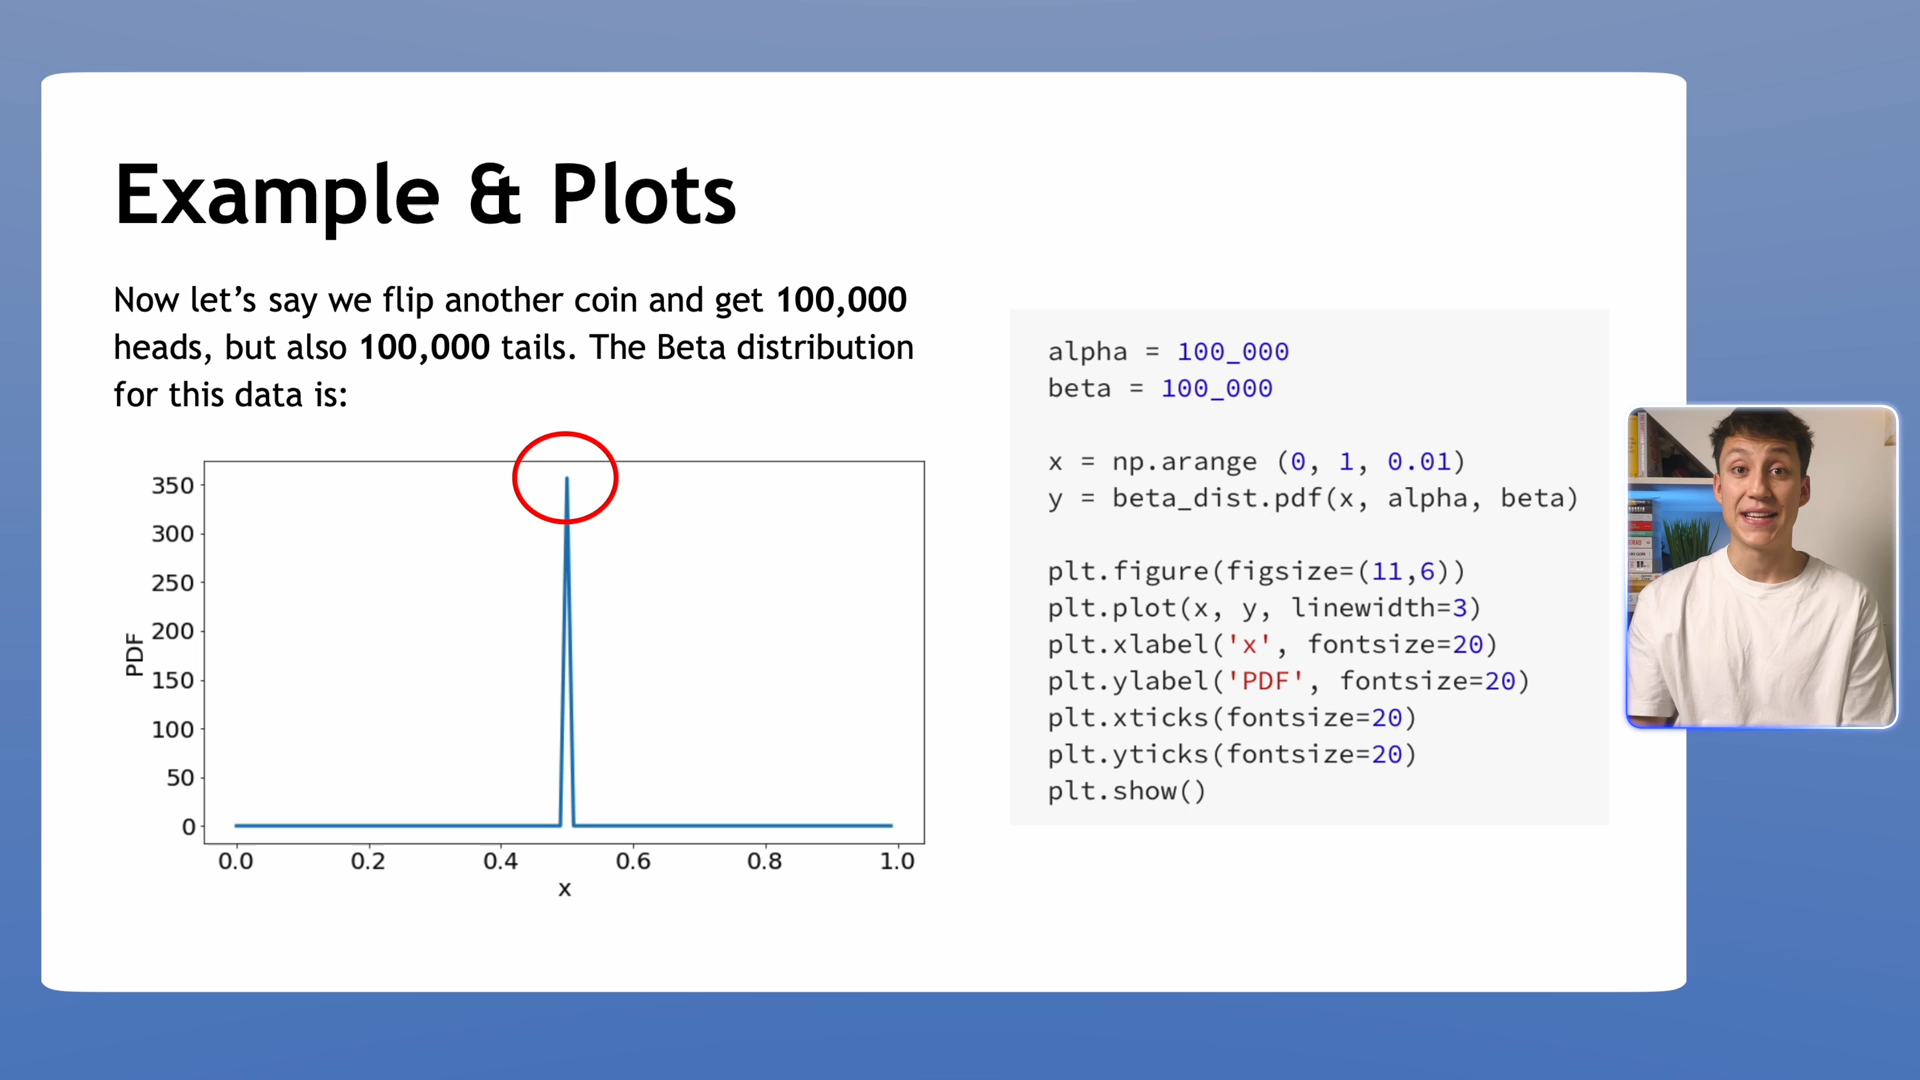 Example & Plots
Now let’s say we flip another coin and get 100,000
heads, but also 100,000 tails. The Beta distribution
for this data is:
350
300
250
200
150
100
50
0
PDF
0.0 0.2 0.4 0.6 0.8 1.0
x
alpha = 100_000
beta = 100_000
x = np.arange (0, 1, 0.01)
y = beta_dist.pdf(x, alpha, beta)
plt.figure(figsize=(11,6))
plt.plot(x, y, linewidth=3)
plt.xlabel('x', fontsize=20)
plt.ylabel('PDF', fontsize=20)
plt.xticks(fontsize=20)
plt.yticks(fontsize=20)
plt.show()